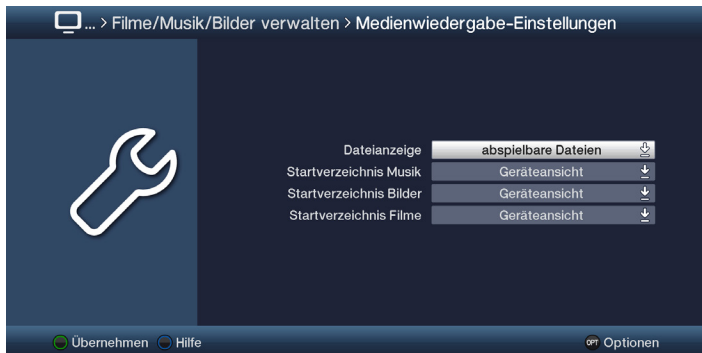 ... > Filme/Musik/Bilder verwalten > Medienwiedergabe-Einstellungen
Dateianzeige abspielbare Dateien
Startverzeichnis Musik Geräteansicht
Startverzeichnis Bilder Geräteansicht
Startverzeichnis Filme Geräteansicht
Übernehmen Hilfe OPT Optionen